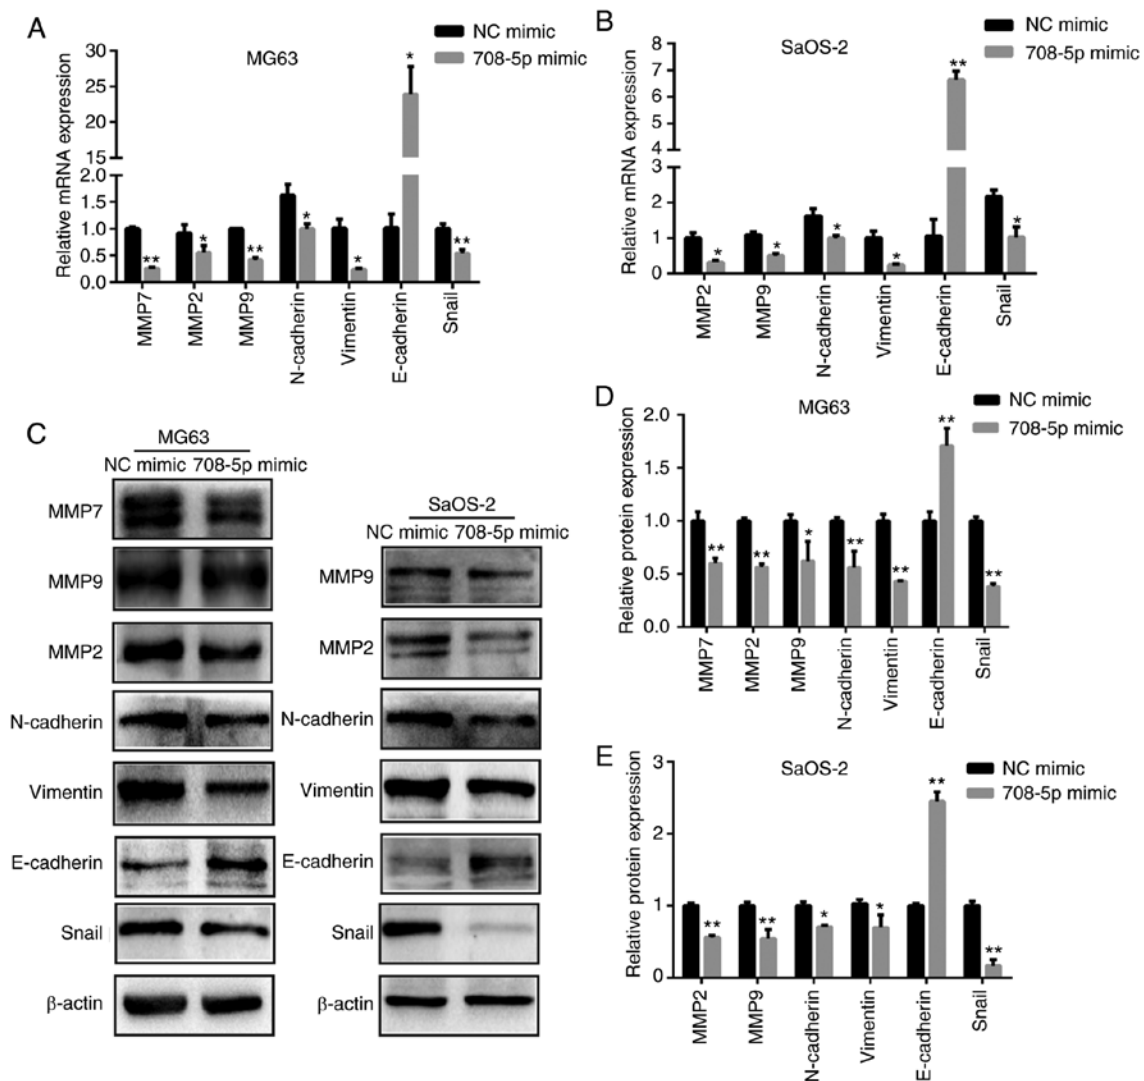 A
MG63
NC mimic
708-5p mimic
Relative mRNA expression
30
25
20
15
2.0
1.5
1.0
0.5
0.0
** * ** * * * **
MMP7
MMP2
MMP9
N-cadherin
Vimentin
E-cadherin
Snail
B
SaOS-2
NC mimic
708-5p mimic
Relative mRNA expression
8
7
6
5
4
3
2
1
0
* * * * ** *
MMP2
MMP9
N-cadherin
Vimentin
E-cadherin
Snail
C
MG63
NC mimic 708-5p mimic
MMP7
MMP9
MMP2
N-cadherin
Vimentin
E-cadherin
Snail
β-actin
SaOS-2
NC mimic 708-5p mimic
MMP9
MMP2
N-cadherin
Vimentin
E-cadherin
Snail
β-actin
D
MG63
NC mimic
708-5p mimic
Relative protein expression
2.0
1.5
1.0
0.5
0.0
** ** * ** ** ** **
MMP7
MMP2
MMP9
N-cadherin
Vimentin
E-cadherin
Snail
E
SaOS-2
NC mimic
708-5p mimic
Relative protein expression
3
2
1
0
** ** * * ** **
MMP2
MMP9
N-cadherin
Vimentin
E-cadherin
Snail